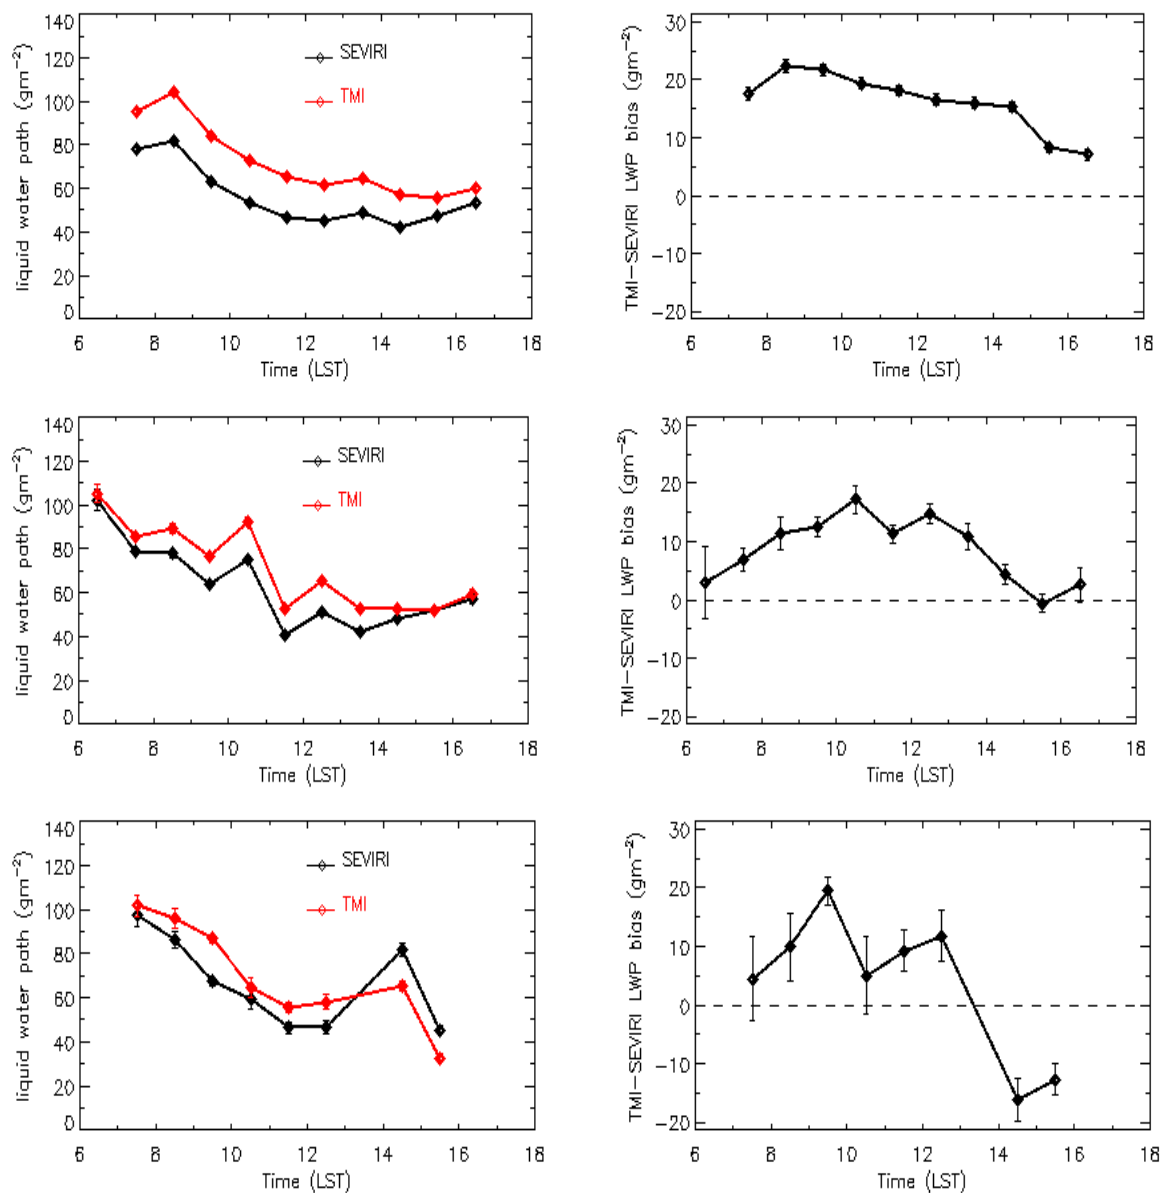 140
120
100
80
60
40
20
0
liquid water path (gm−2)
SEVIRI
TMI
6 8 10 12 14 16 18
Time (LST)
30
20
10
0
−10
−20
TMI−SEVIRI LWP bias (gm−2)
6 8 10 12 14 16 18
Time (LST)
140
120
100
80
60
40
20
0
liquid water path (gm−2)
SEVIRI
TMI
6 8 10 12 14 16 18
Time (LST)
30
20
10
0
−10
−20
TMI−SEVIRI LWP bias (gm−2)
6 8 10 12 14 16 18
Time (LST)
140
120
100
80
60
40
20
0
liquid water path (gm−2)
SEVIRI
TMI
6 8 10 12 14 16 18
Time (LST)
30
20
10
0
−10
−20
TMI−SEVIRI LWP bias (gm−2)
6 8 10 12 14 16 18
Time (LST)